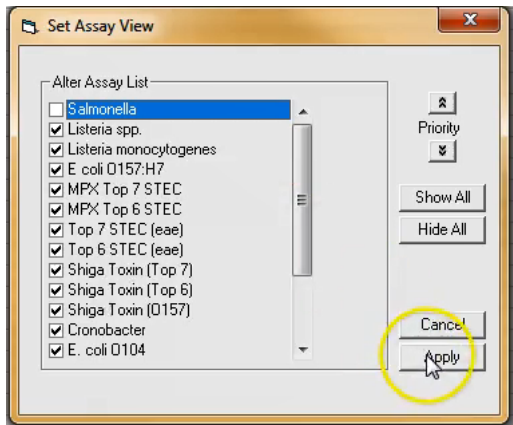 Set Assay View
Alter Assay List
Salmonella
Listeria spp.
Listeria monocytogenes
E coli O157:H7
MPX Top 7 STEC
MPX Top 6 STEC
Top 7 STEC (eae)
Top 6 STEC (eae)
Shiga Toxin (Top 7)
Shiga Toxin (Top 6)
Shiga Toxin (O157)
Cronobacter
E. coli O104
Priority
Show All
Hide All
Cancel
Apply